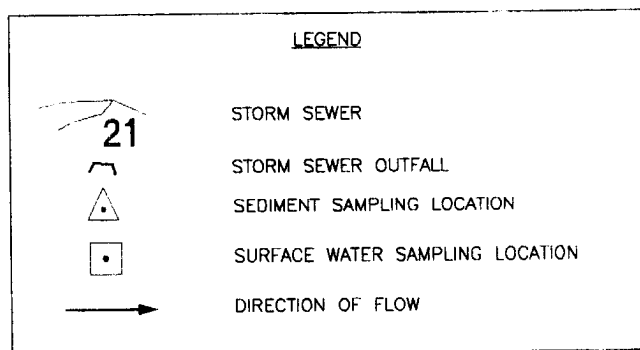 LEGEND
STORM SEWER
21
STORM SEWER OUTFALL
SEDIMENT SAMPLING LOCATION
SURFACE WATER SAMPLING LOCATION
DIRECTION OF FLOW